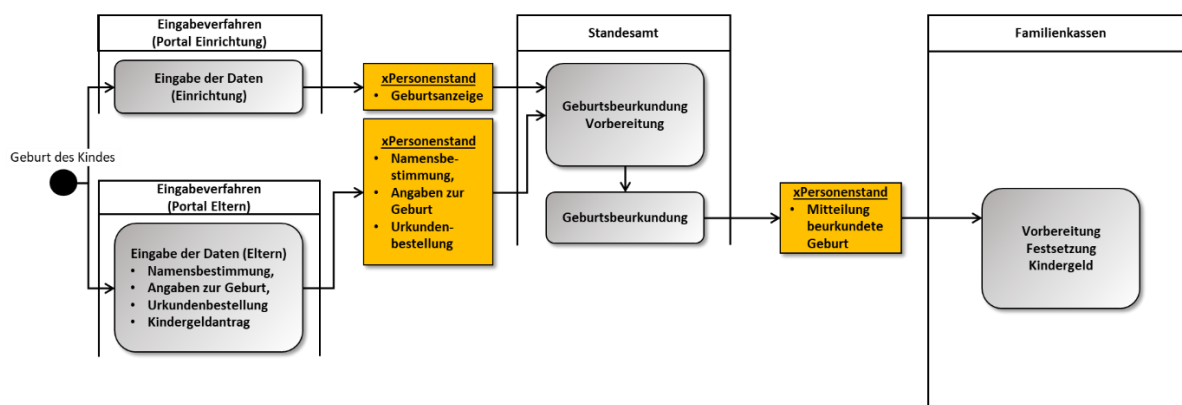 Geburt des Kindes
Eingabeverfahren
(Portal Einrichtung)
Eingabe der Daten
(Einrichtung)
Eingabeverfahren
(Portal Eltern)
Eingabe der Daten (Eltern)
• Namensbestimmung,
• Angaben zur Geburt,
• Urkundenbestellung
• Kindergeldantrag
xPersonenstand
• Geburtsanzeige
xPersonenstand
• Namensbe-
stimmung,
• Angaben zur
Geburt
• Urkunden-
bestellung
Standesamt
Geburtsbeurkundung
Vorbereitung
Geburtsbeurkundung
xPersonenstand
• Mitteilung
beurkundete
Geburt
Familienkassen
Vorbereitung
Festsetzung
Kindergeld